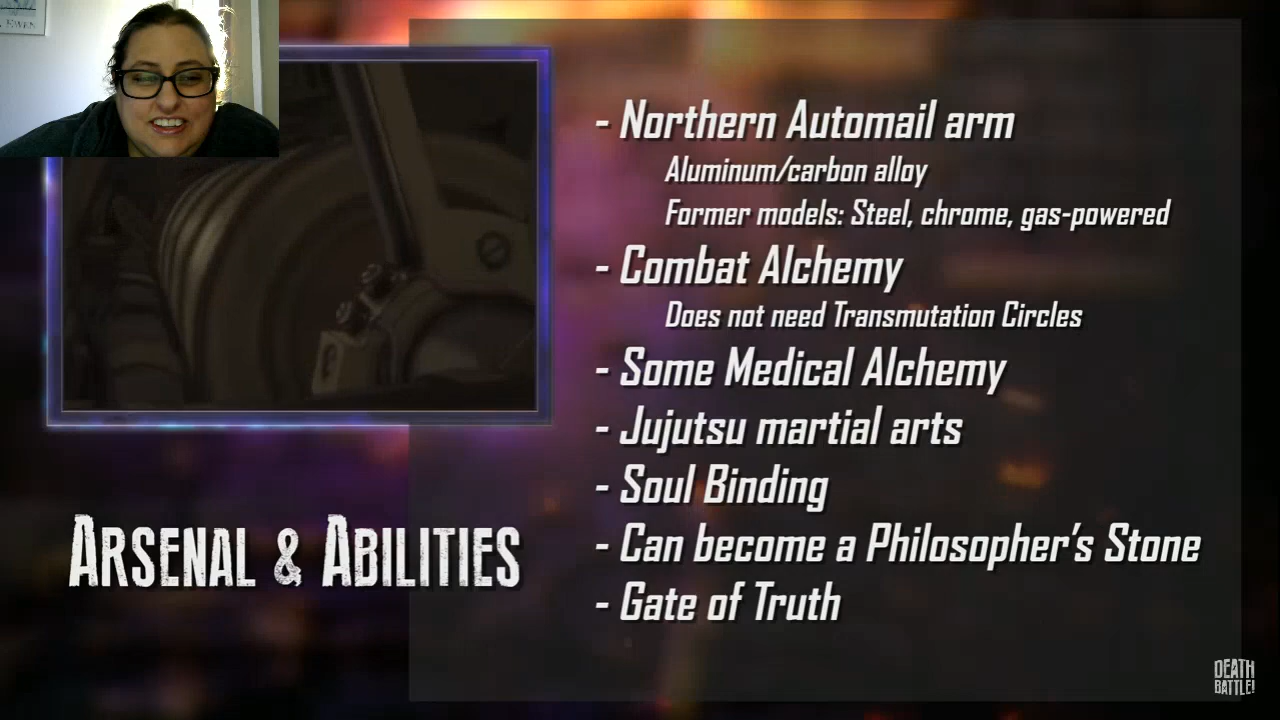 - Northern Automail arm
Aluminum/carbon alloy
Former models: Steel, chrome, gas-powered
- Combat Alchemy
Does not need Transmutation Circles
- Some Medical Alchemy
- Jujutsu martial arts
- Soul Binding
- Can become a Philosopher's Stone
- Gate of Truth
ARSENAL & ABILITIES
DEATH
BATTLE!